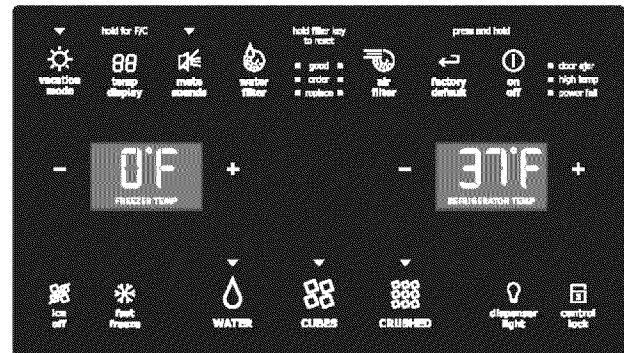 hold for F/C
hold filter key
to reset
press and hold
vacation
mode
88
temp
display
mute
sounds
water
filter
good
order
replace
air
filter
factory
default
on
off
door ajar
high temp
power fail
- 0°F +
FREEZER TEMP
- 37°F +
REFRIGERATOR TEMP
ice
off
fast
freeze
WATER
CUBES
CRUSHED
dispenser
light
control
lock